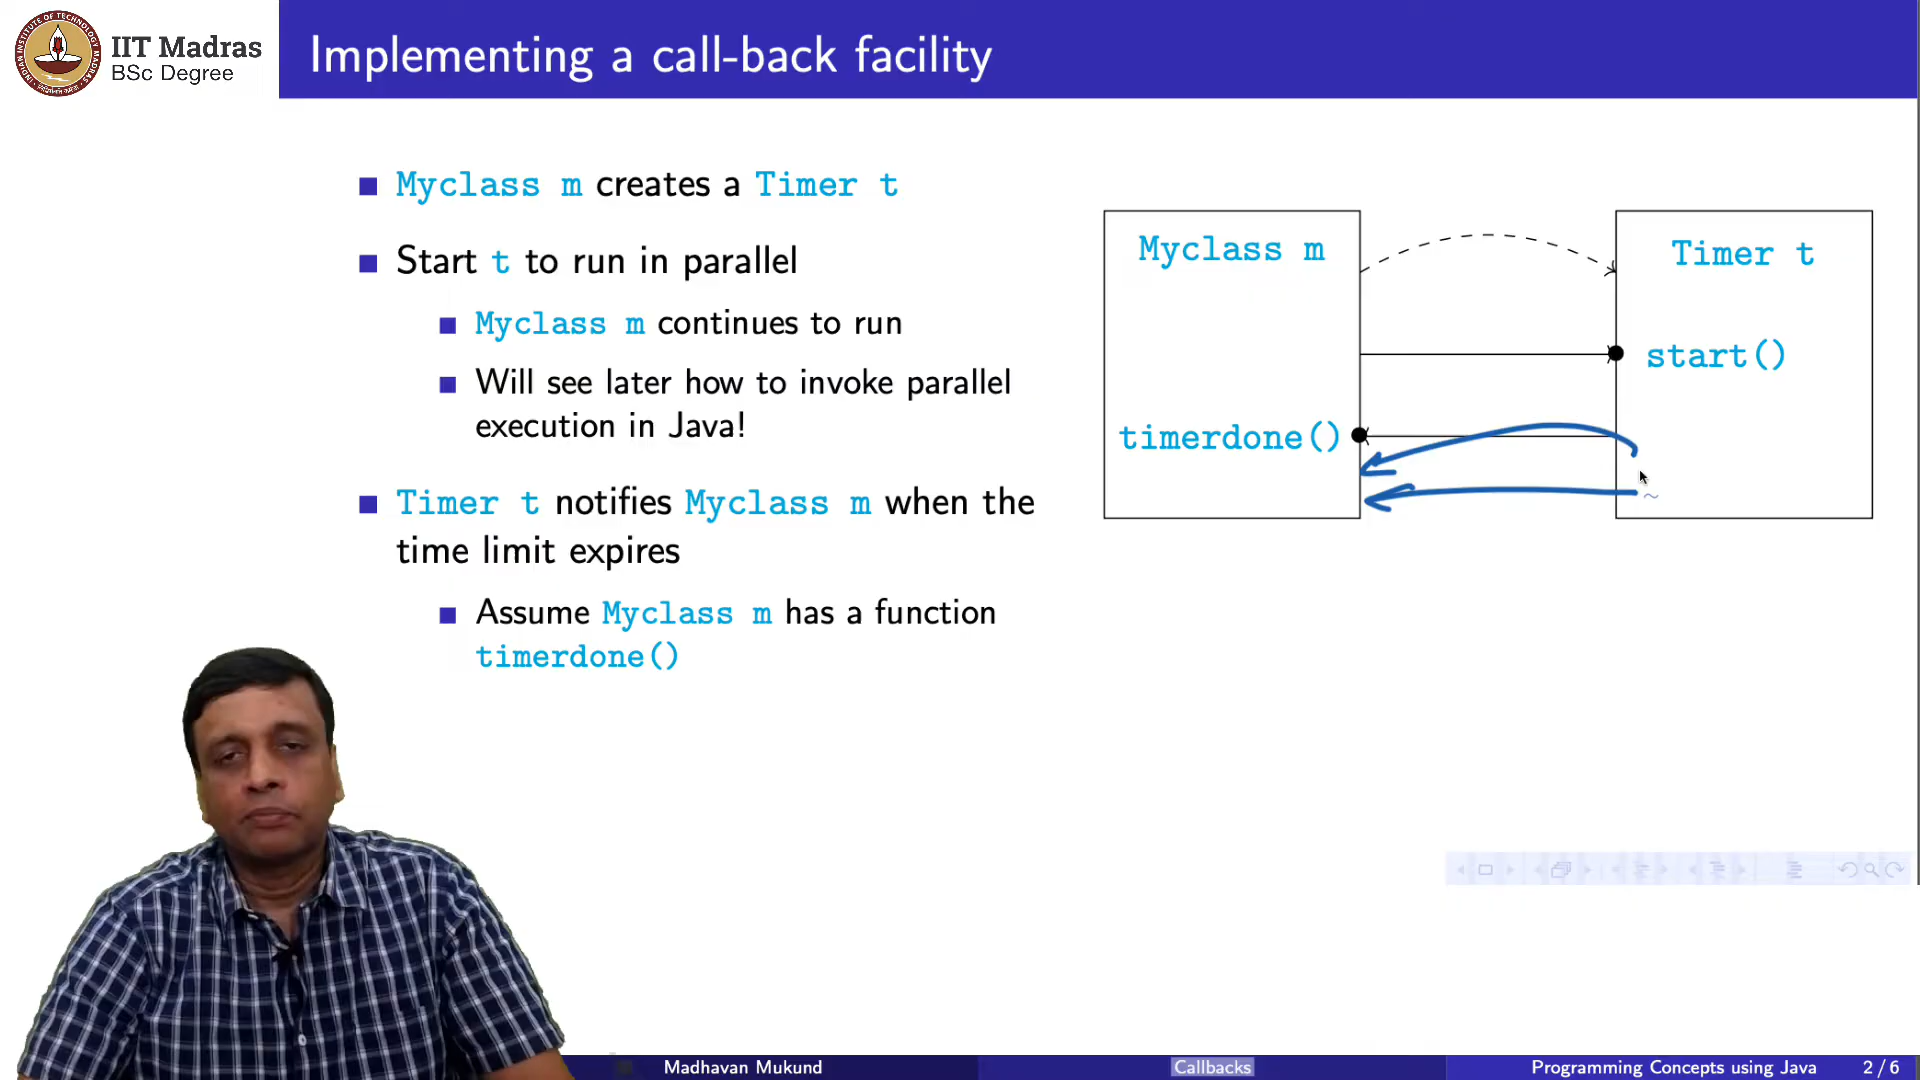 IIT Madras
BSc Degree
Implementing a call-back facility
Myclass m creates a Timer t
Start t to run in parallel
Myclass m continues to run
Will see later how to invoke parallel
execution in Java!
Timer t notifies Myclass m when the
time limit expires
Assume Myclass m has a function
timerdone()
Myclass m
timerdone()
Timer t
start()
Madhavan Mukund
Callbacks
Programming Concepts using Java
2 / 6